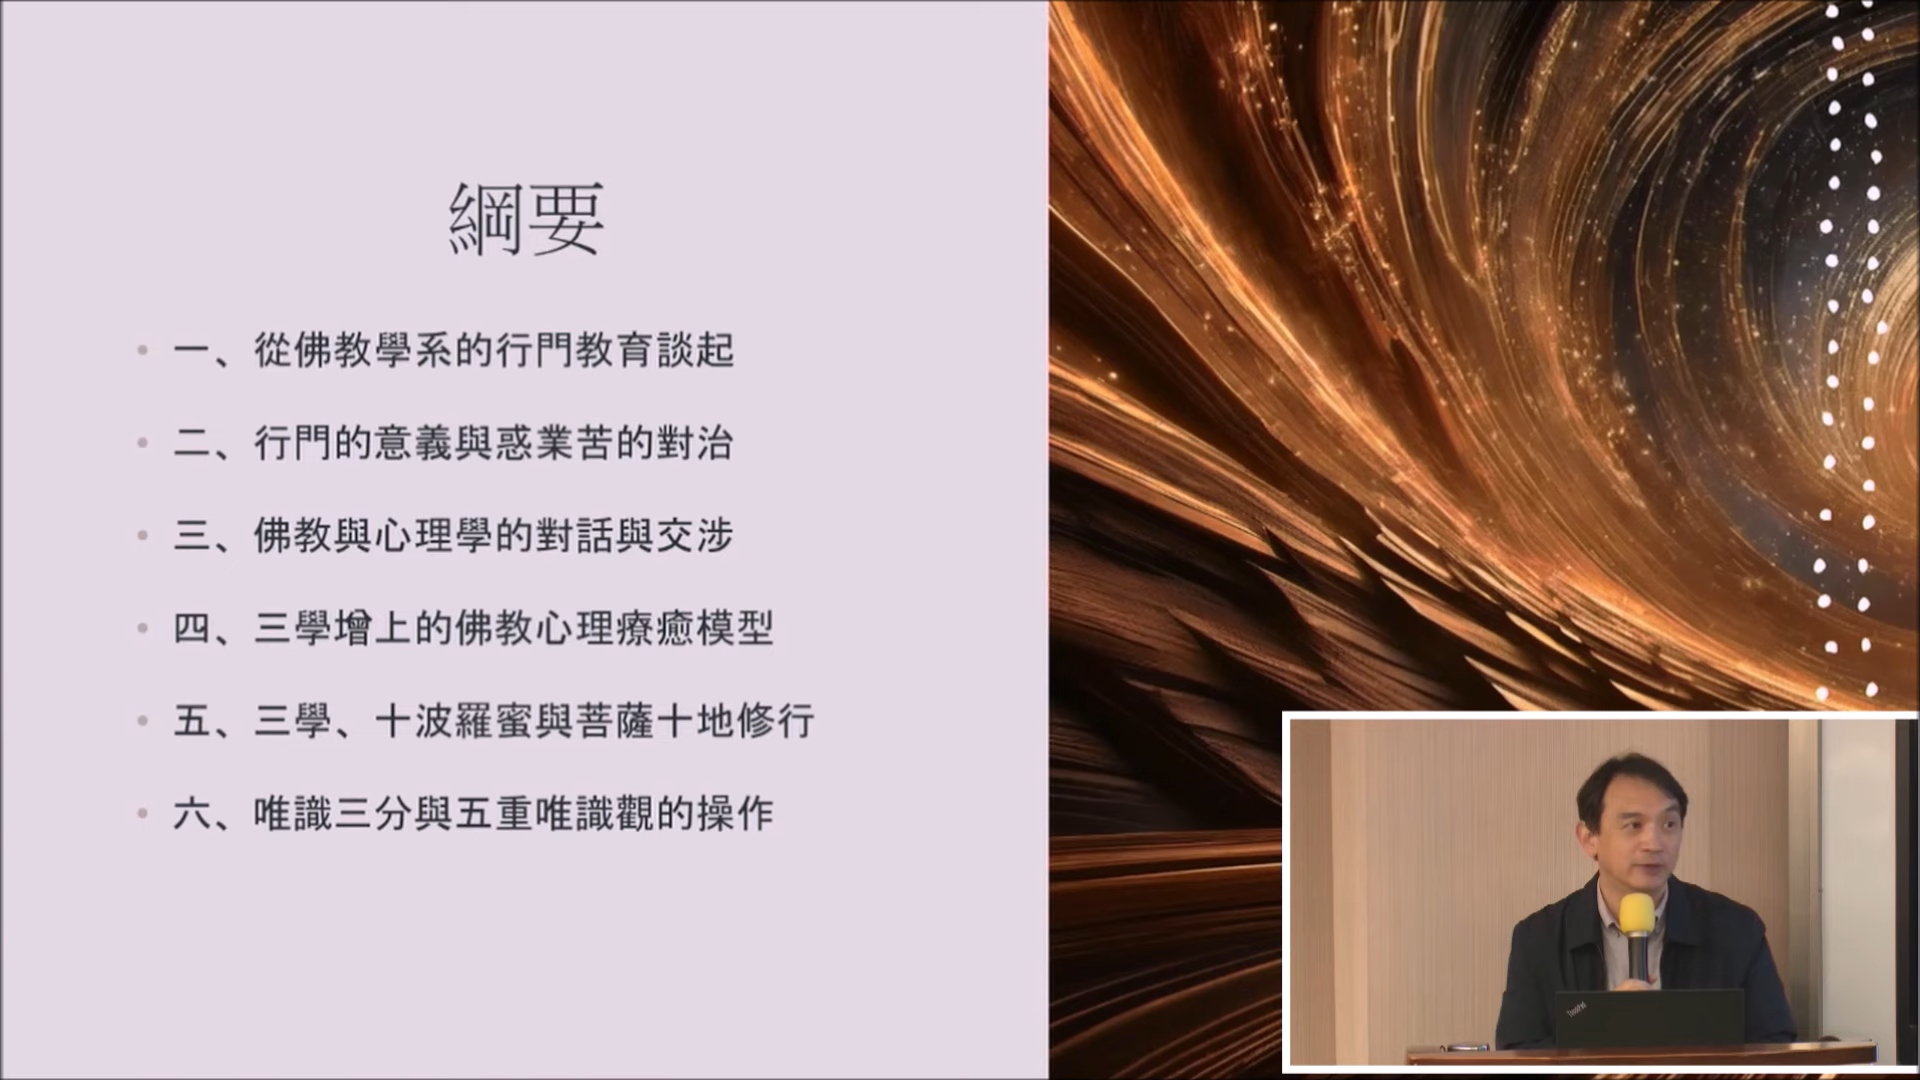 綱要
一、從佛教學系的行門教育談起
二、行門的意義與惑業苦的對治
三、佛教與心理學的對話與交涉
四、三學增上的佛教心理療癒模型
五、三學、十波羅蜜與菩薩十地修行
六、唯識三分與五重唯識觀的操作
ThinkPad